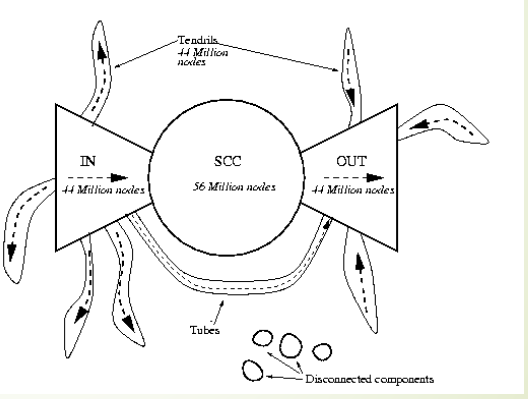 Tendrils
44 Million
nodes
IN
SCC
OUT
44 Million nodes
56 Million nodes
44 Million nodes
Tubes
Disconnected components